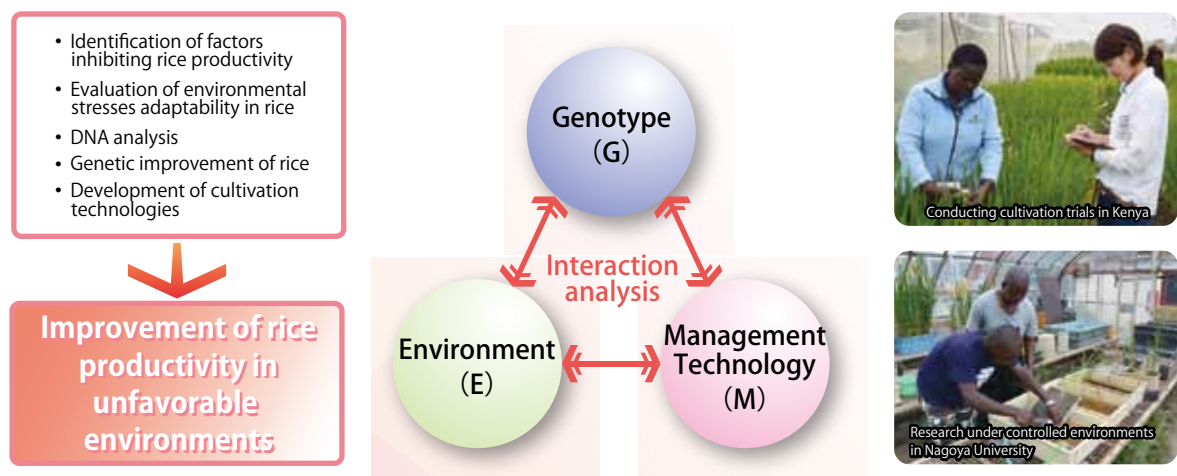 • Identification of factors
inhibiting rice productivity
• Evaluation of environmental
stresses adaptability in rice
• DNA analysis
• Genetic improvement of rice
• Development of cultivation
technologies
Improvement of rice
productivity in
unfavorable
environments
Genotype
(G)
Interaction
analysis
Environment
(E)
Management
Technology
(M)
Conducting cultivation trials in Kenya
Research under controlled environments
in Nagoya University